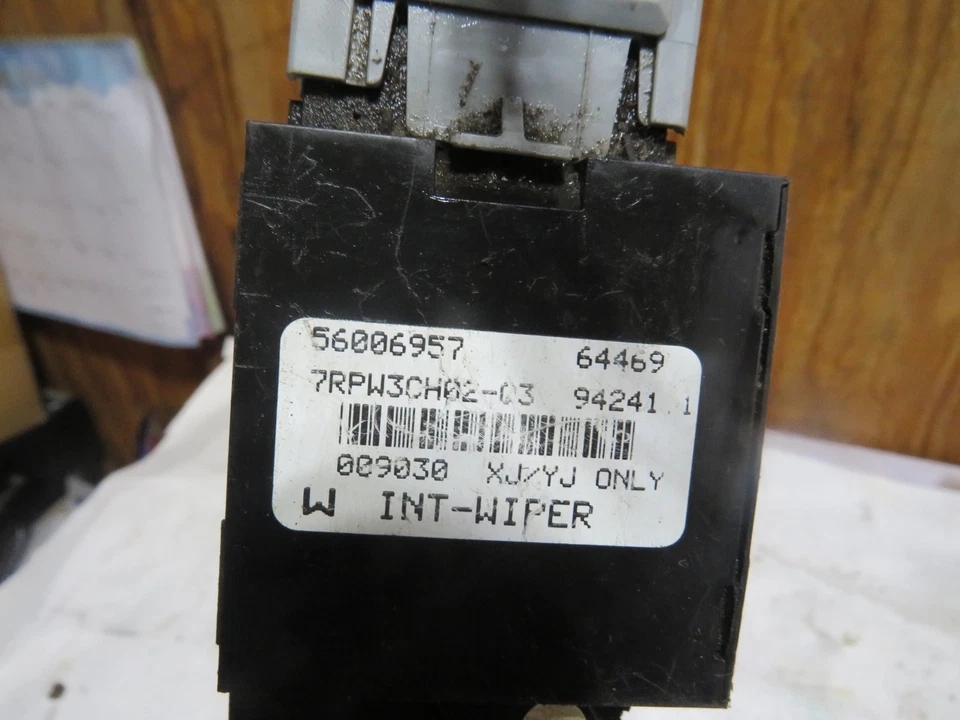 56006957 64469
7RPW3CH02-03 94241 1
009030 XJ/YJ ONLY
W INT-WIPER